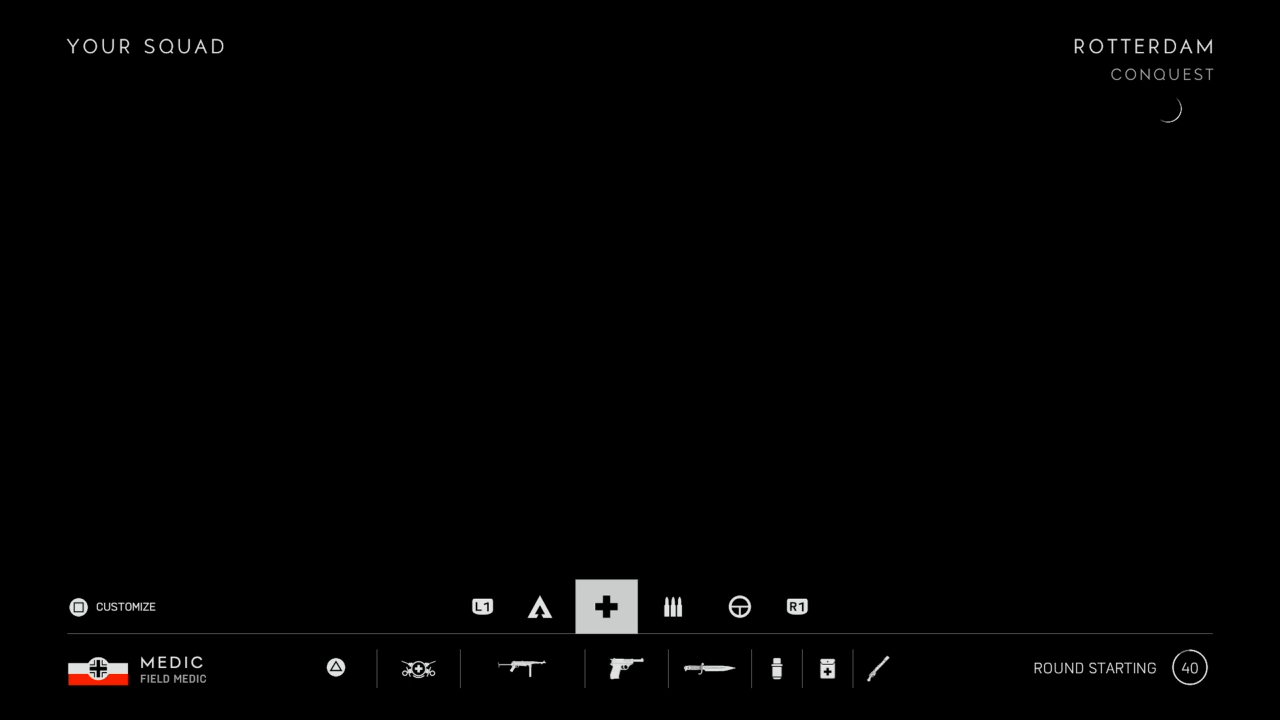 YOUR SQUAD
ROTTERDAM
CONQUEST
CUSTOMIZE
L1
R1
MEDIC
FIELD MEDIC
ROUND STARTING 40